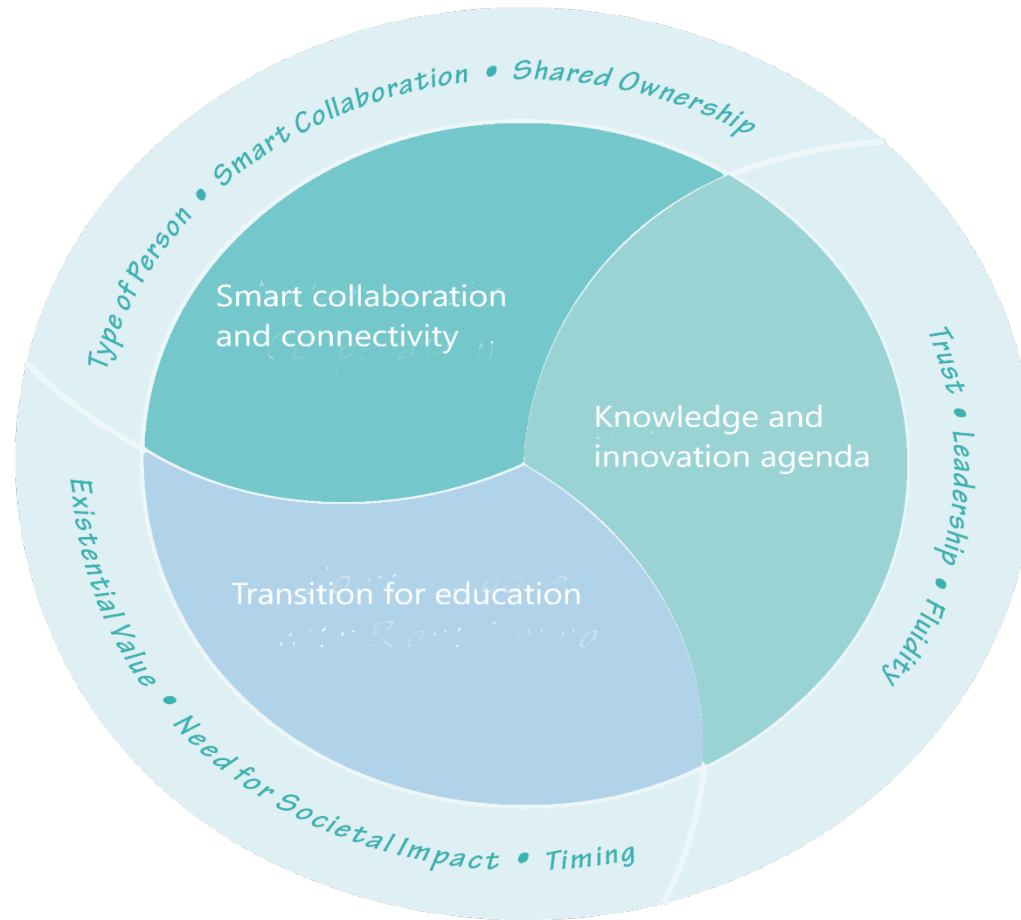 Type of Person • Smart Collaboration • Shared Ownership
Smart collaboration
and connectivity
Knowledge and
innovation agenda
Trust • Leadership • Fluidity
Transition for education
Existential Value • Need for Societal Impact • Timing